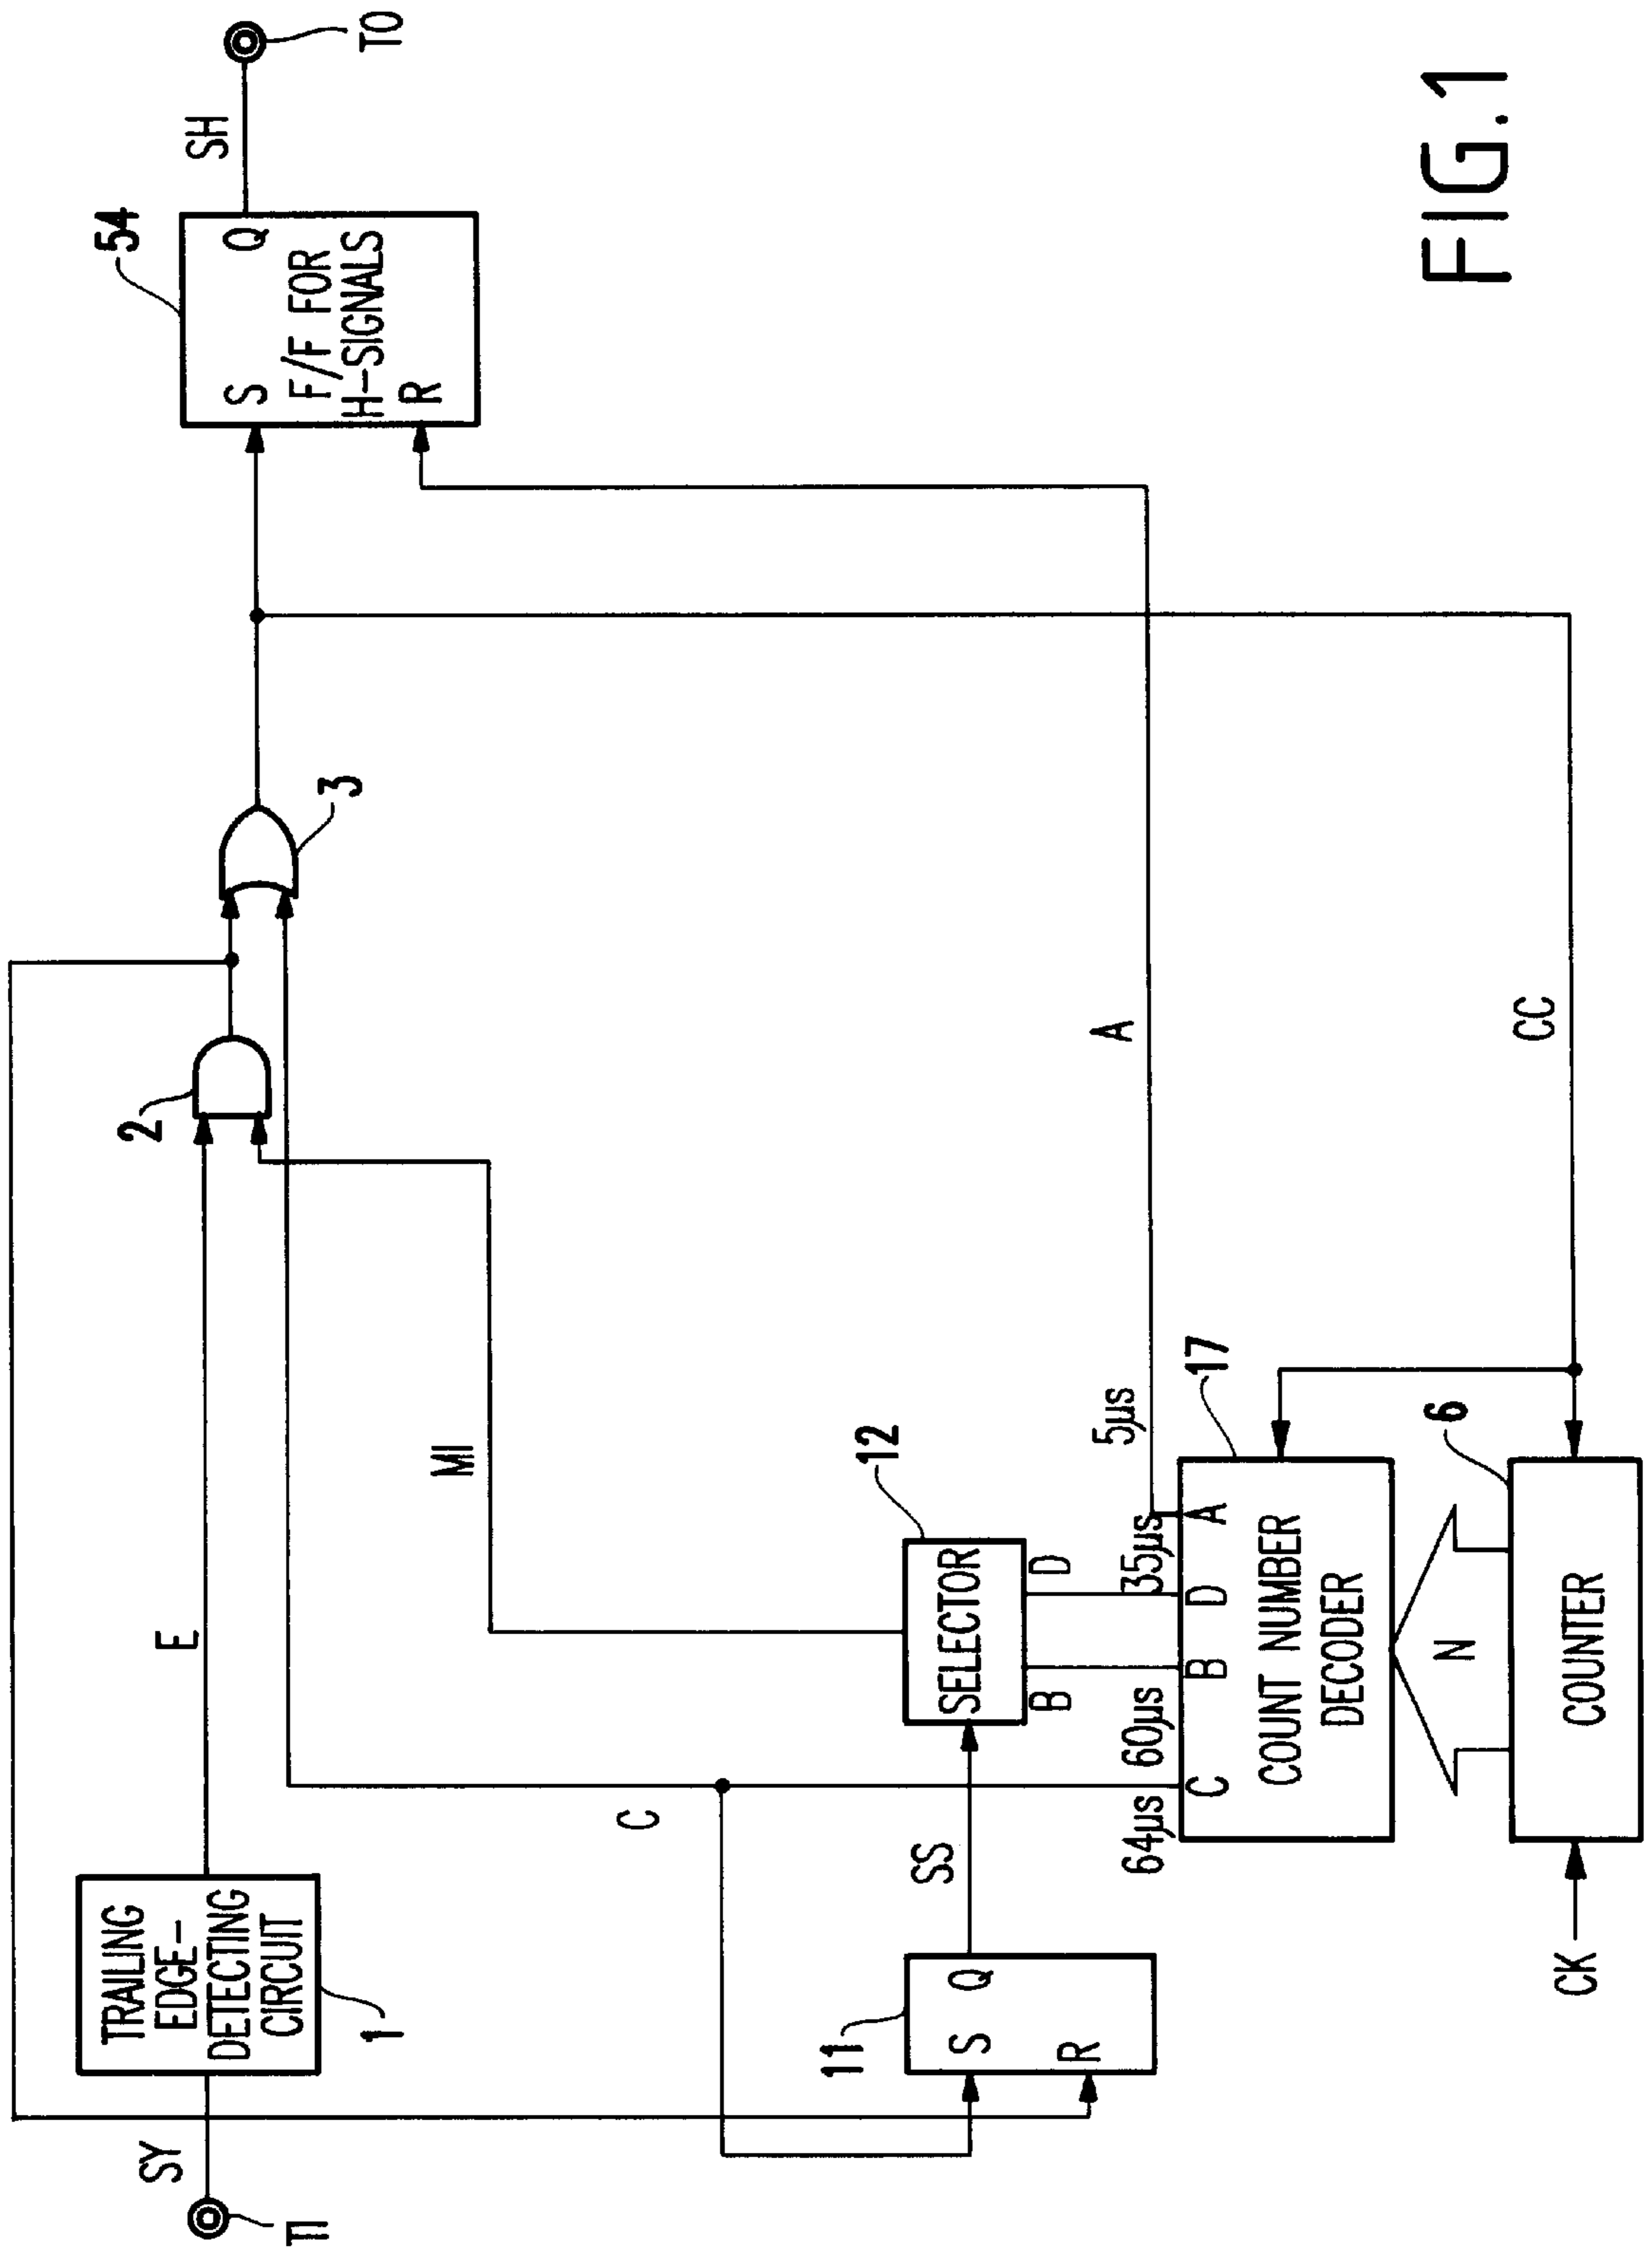 TI
SY
TRAILING
EDGE-
DETECTING
CIRCUIT
1
E
2
3
54
S
Q
F/F FOR
H-SIGNALS
R
SH
TO
MI
C
11
S
Q
R
SS
12
SELECTOR
B
D
A
64µs
60µs
35µs
5µs
17
C
B
D
A
COUNT NUMBER
DECODER
N
6
COUNTER
CK
CC
FIG.1